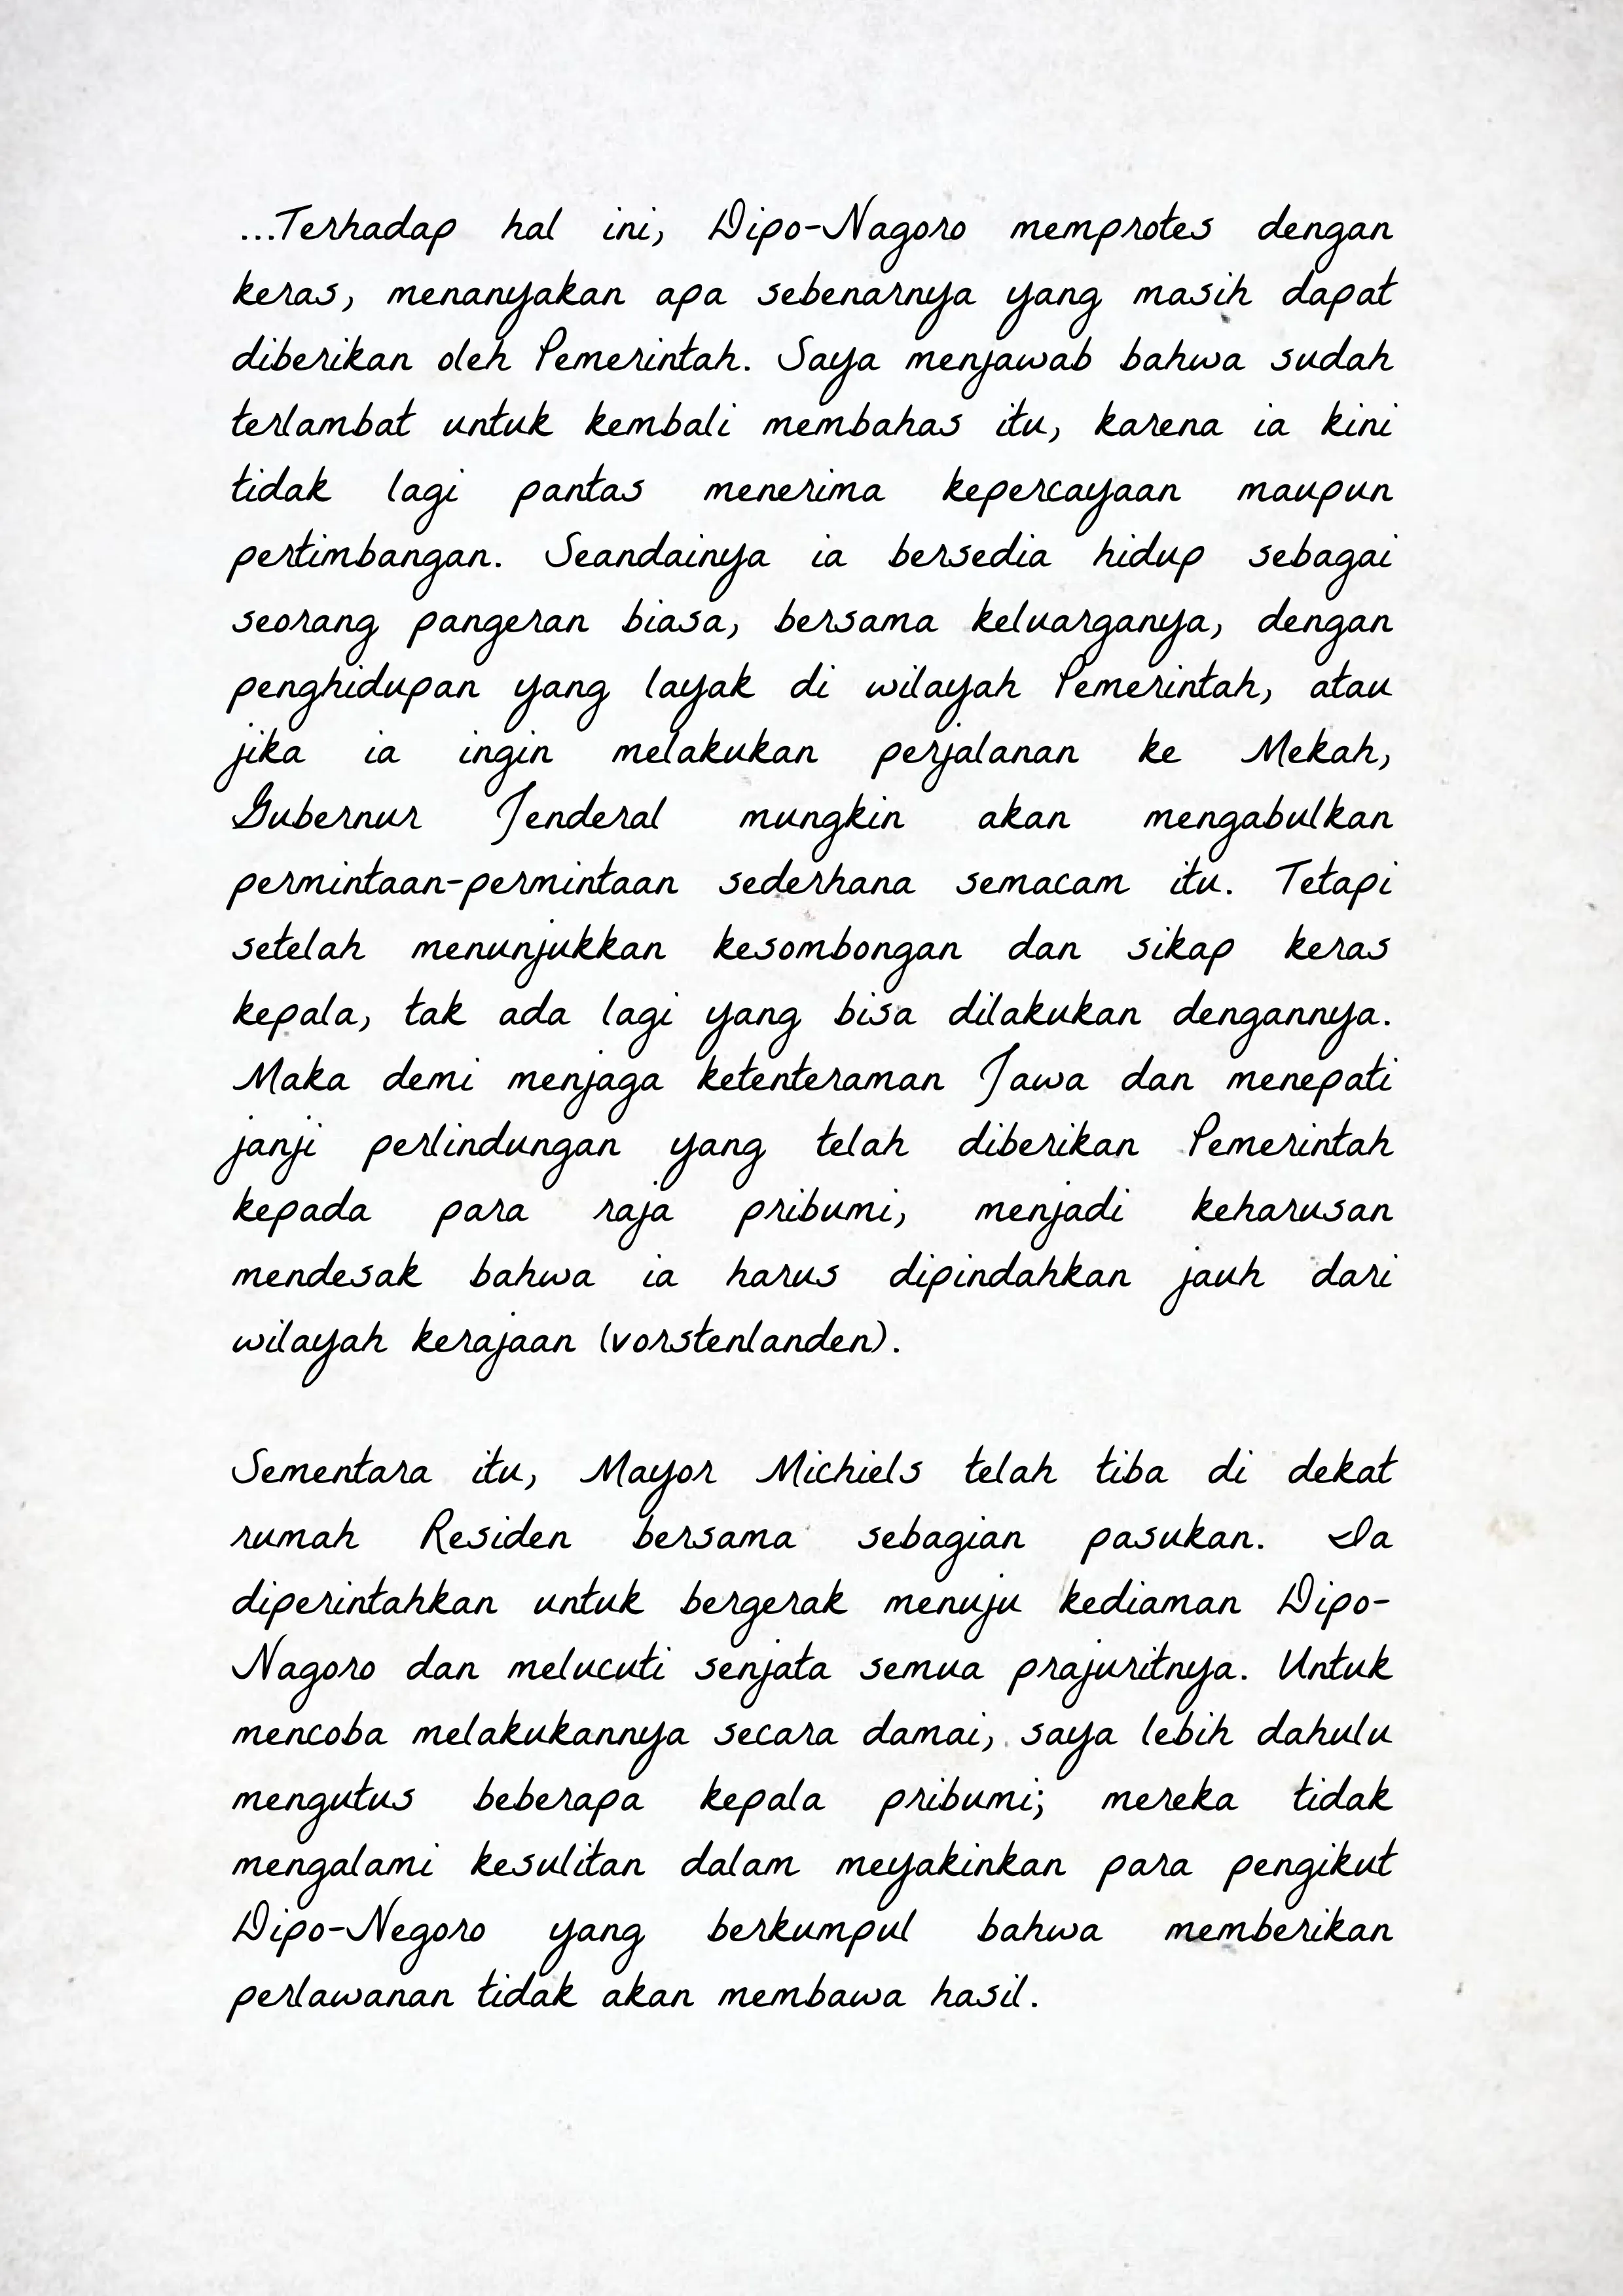 ...Terhadap hal ini, Dipo-Nagoro memprotes dengan
keras, menanyakan apa sebenarnya yang masih dapat
diberikan oleh Pemerintah. Saya menjawab bahwa sudah
terlambat untuk kembali membahas itu, karena ia kini
tidak lagi pantas menerima kepercayaan maupun
pertimbangan. Seandainya ia bersedia hidup sebagai
seorang pangeran biasa, bersama keluarganya, dengan
penghidupan yang layak di wilayah Pemerintah, atau
jika ia ingin melakukan perjalanan ke Mekah,
Gubernur Jenderal mungkin akan mengabulkan
permintaan-permintaan sederhana semacam itu. Tetapi
setelah menunjukkan kesombongan dan sikap keras
kepala, tak ada lagi yang bisa dilakukan dengannya.
Maka demi menjaga ketenteraman Jawa dan menepati
janji perlindungan yang telah diberikan Pemerintah
kepada para raja pribumi, menjadi keharusan
mendesak bahwa ia harus dipindahkan jauh dari
wilayah kerajaan (vorstenlanden).
Sementara itu, Mayor Michiels telah tiba di dekat
rumah Residen bersama sebagian pasukan. Ia
diperintahkan untuk bergerak menuju kediaman Dipo-
Nagoro dan melucuti senjata semua prajuritnya. Untuk
mencoba melakukannya secara damai, saya lebih dahulu
mengutus beberapa kepala pribumi; mereka tidak
mengalami kesulitan dalam meyakinkan para pengikut
Dipo-Negoro yang berkumpul bahwa memberikan
perlawanan tidak akan membawa hasil.